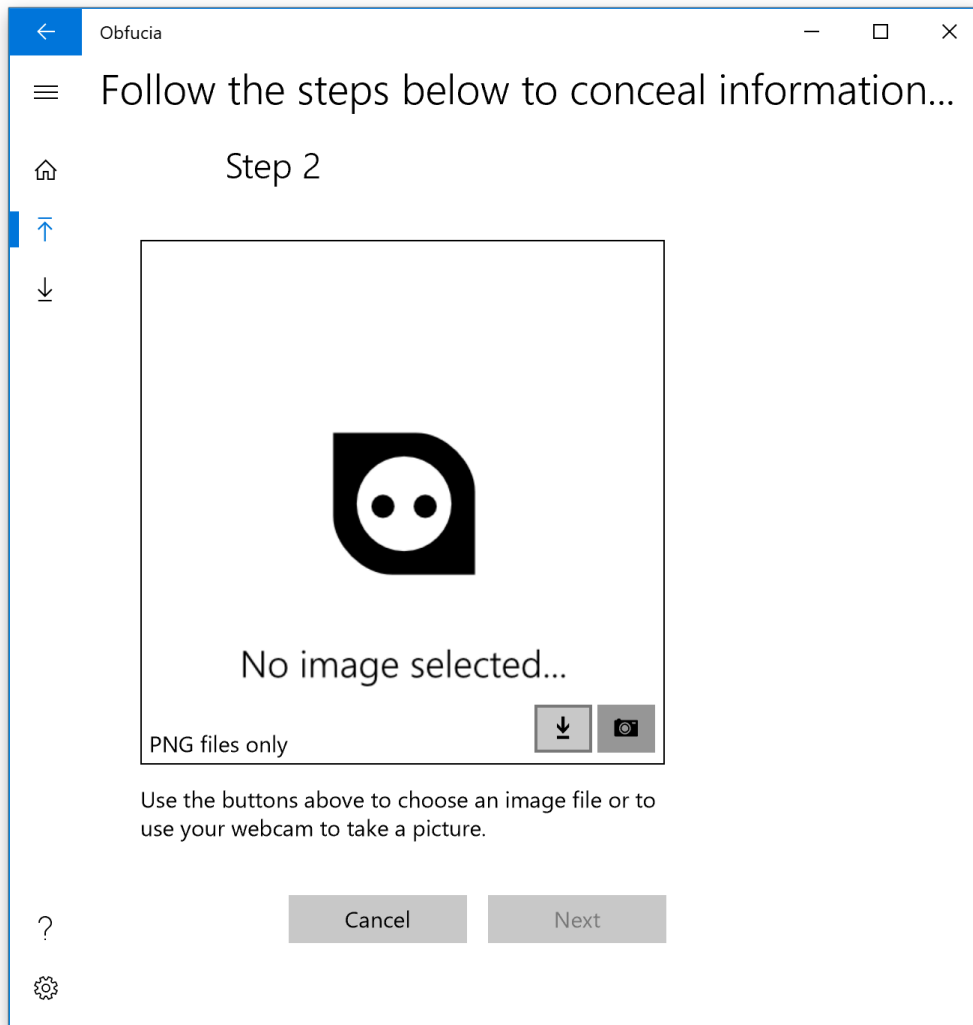 Obfucia
Follow the steps below to conceal information...
Step 2
No image selected...
PNG files only
Use the buttons above to choose an image file or to
use your webcam to take a picture.
Cancel
Next